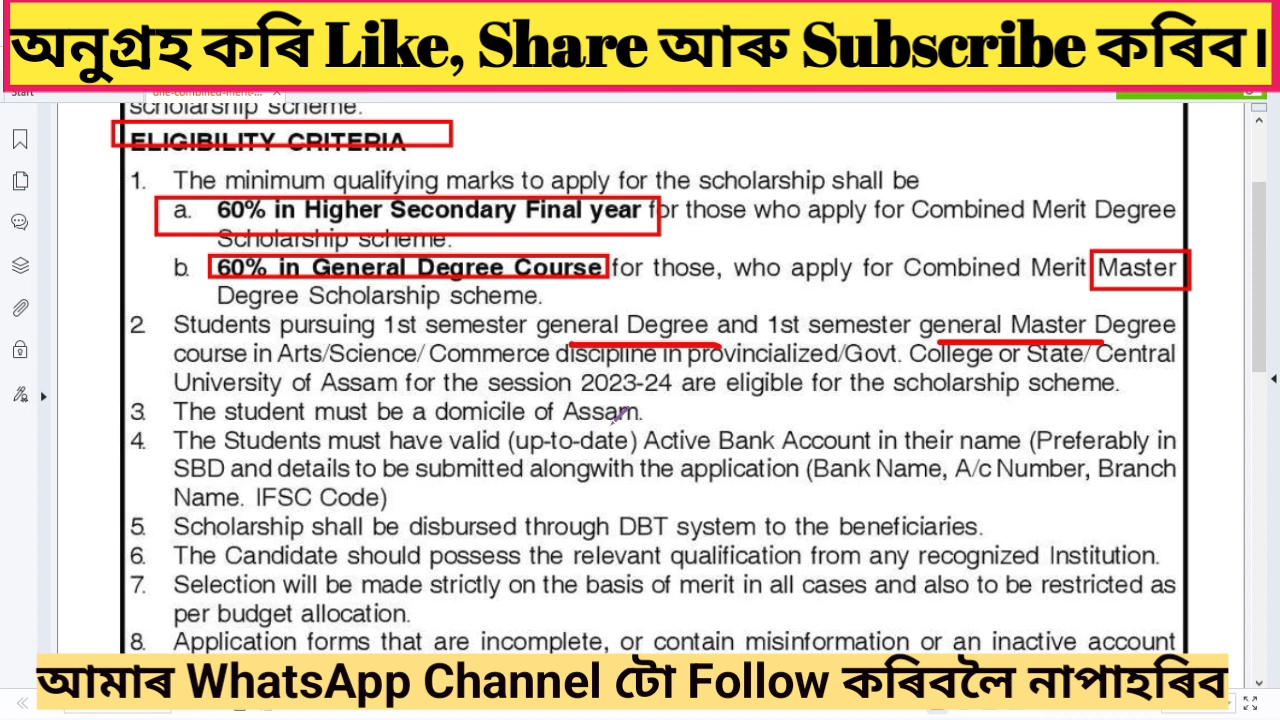 অনুগ্ৰহ কৰি Like, Share আৰু Subscribe কৰিব।
Start
dhe-combined-merit-...
scholarship scheme.
ELIGIBILITY CRITERIA
1. The minimum qualifying marks to apply for the scholarship shall be
a. 60% in Higher Secondary Final year for those who apply for Combined Merit Degree
Scholarship scheme.
b. 60% in General Degree Course for those, who apply for Combined Merit Master
Degree Scholarship scheme.
2. Students pursuing 1st semester general Degree and 1st semester general Master Degree
course in Arts/Science/ Commerce discipline in provincialized/Govt. College or State/ Central
University of Assam for the session 2023-24 are eligible for the scholarship scheme.
3. The student must be a domicile of Assam.
4. The Students must have valid (up-to-date) Active Bank Account in their name (Preferably in
SBD and details to be submitted alongwith the application (Bank Name, A/c Number, Branch
Name. IFSC Code)
5. Scholarship shall be disbursed through DBT system to the beneficiaries.
6. The Candidate should possess the relevant qualification from any recognized Institution.
7. Selection will be made strictly on the basis of merit in all cases and also to be restricted as
per budget allocation.
8. Application forms that are incomplete, or contain misinformation or an inactive account
আমাৰ WhatsApp Channel টো Follow কৰিবলৈ নাপাহৰিব